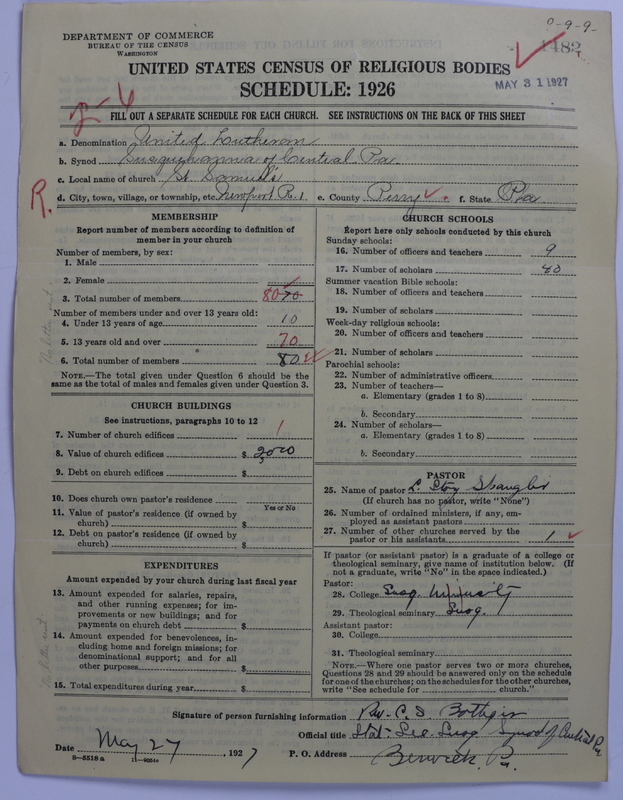 0-9-9-
DEPARTMENT OF COMMERCE
BUREAU OF THE CENSUS
WASHINGTON
1482
UNITED STATES CENSUS OF RELIGIOUS BODIES
MAY 31 1927
SCHEDULE: 1926
2-6
FILL OUT A SEPARATE SCHEDULE FOR EACH CHURCH. SEE INSTRUCTIONS ON THE BACK OF THIS SHEET
a. Denomination United Lutheran
b. Synod Susquehanna of Central Pa.
c. Local name of church St. Samuel's
R.
d. City, town, village, or township, etc. Newport R. 1 e. County Perry f. State Pa
MEMBERSHIP
Report number of members according to definition of member in your church
Number of members, by sex:
1. Male
2. Female
3. Total number of members 80 70
Number of members under and over 13 years old:
4. Under 13 years of age 10
5. 13 years old and over 70
6. Total number of members 80
NOTE.—The total given under Question 6 should be the same as the total of males and females given under Question 3.
CHURCH BUILDINGS
See instructions, paragraphs 10 to 12
7. Number of church edifices 1
8. Value of church edifices $ 2000
9. Debt on church edifices $
10. Does church own pastor's residence
Yes or No
11. Value of pastor's residence (if owned by church) $
12. Debt on pastor's residence (if owned by church) $
EXPENDITURES
Amount expended by your church during last fiscal year
13. Amount expended for salaries, repairs, and other running expenses; for improvements or new buildings; and for payments on church debt $
14. Amount expended for benevolences, including home and foreign missions; for denominational support; and for all other purposes $
15. Total expenditures during year $
CHURCH SCHOOLS
Report here only schools conducted by this church
Sunday schools:
16. Number of officers and teachers 9
17. Number of scholars 40
Summer vacation Bible schools:
18. Number of officers and teachers
19. Number of scholars
Week-day religious schools:
20. Number of officers and teachers
21. Number of scholars
Parochial schools:
22. Number of administrative officers
23. Number of teachers—
a. Elementary (grades 1 to 8)
b. Secondary
24. Number of scholars—
a. Elementary (grades 1 to 8)
b. Secondary
PASTOR
25. Name of pastor L. Stoy Spangler
(If church has no pastor, write "None")
26. Number of ordained ministers, if any, employed as assistant pastors
27. Number of other churches served by the pastor or his assistants 1
If pastor (or assistant pastor) is a graduate of a college or theological seminary, give name of institution below. (If not a graduate, write "No" in the space indicated.)
Pastor:
28. College Susq. University
29. Theological seminary Susq.
Assistant pastor:
30. College
31. Theological seminary
NOTE.—Where one pastor serves two or more churches, Questions 28 and 29 should be answered only on the schedule for one of the churches; on the schedules for the other churches, write "See schedule for church."
Signature of person furnishing information Rev. C. S. Bottiger
Official title Stat-Sec. Susq. Synod of Central Pa
Date May 27, 1927 P. O. Address Berwick, Pa.
8-5518 a